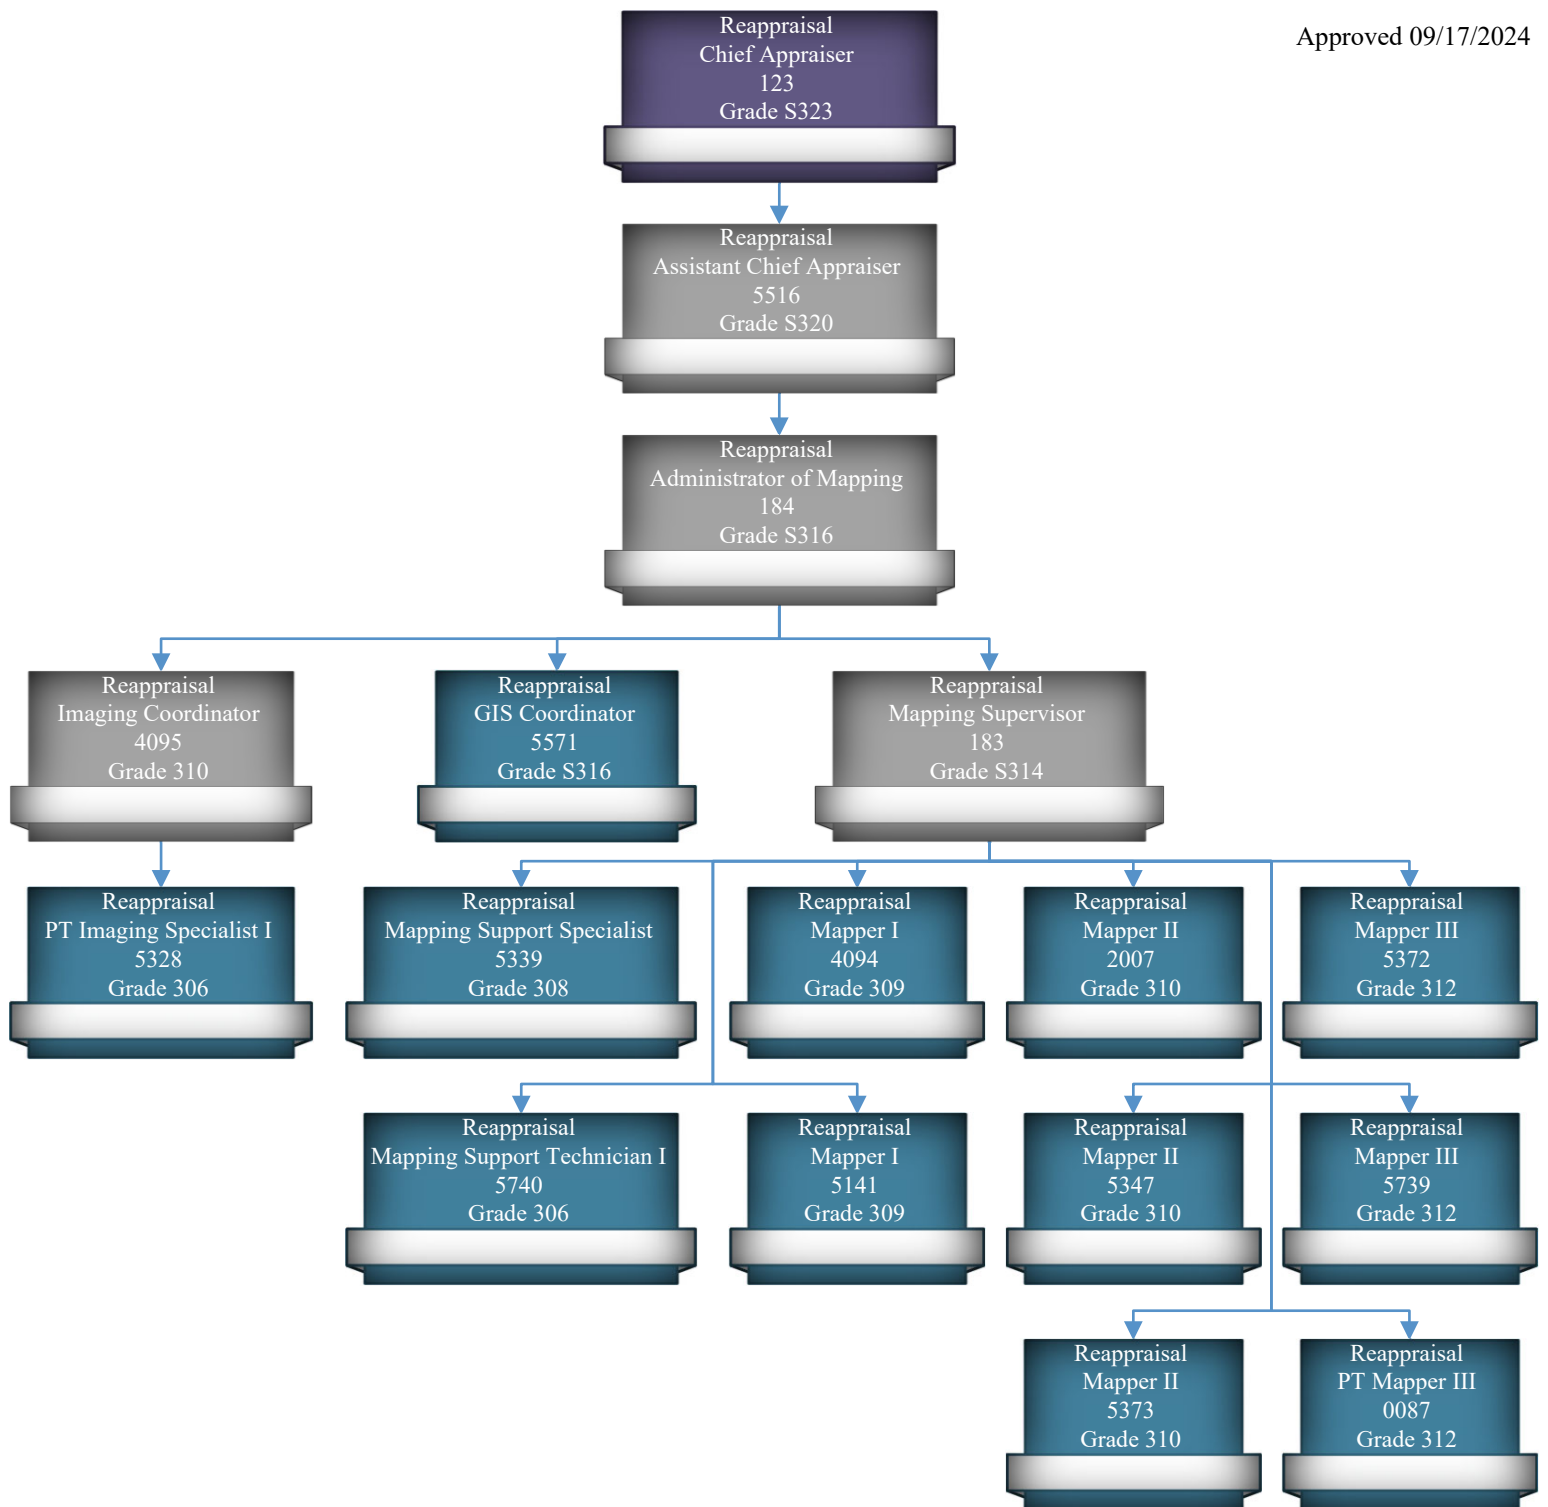 Approved 09/17/2024
Reappraisal
Chief Appraiser
123
Grade S323
Reappraisal
Assistant Chief Appraiser
5516
Grade S320
Reappraisal
Administrator of Mapping
184
Grade S316
Reappraisal
Imaging Coordinator
4095
Grade 310
Reappraisal
GIS Coordinator
5571
Grade S316
Reappraisal
Mapping Supervisor
183
Grade S314
Reappraisal
PT Imaging Specialist I
5328
Grade 306
Reappraisal
Mapping Support Specialist
5339
Grade 308
Reappraisal
Mapper I
4094
Grade 309
Reappraisal
Mapper II
2007
Grade 310
Reappraisal
Mapper III
5372
Grade 312
Reappraisal
Mapping Support Technician I
5740
Grade 306
Reappraisal
Mapper I
5141
Grade 309
Reappraisal
Mapper II
5347
Grade 310
Reappraisal
Mapper III
5739
Grade 312
Reappraisal
Mapper II
5373
Grade 310
Reappraisal
PT Mapper III
0087
Grade 312